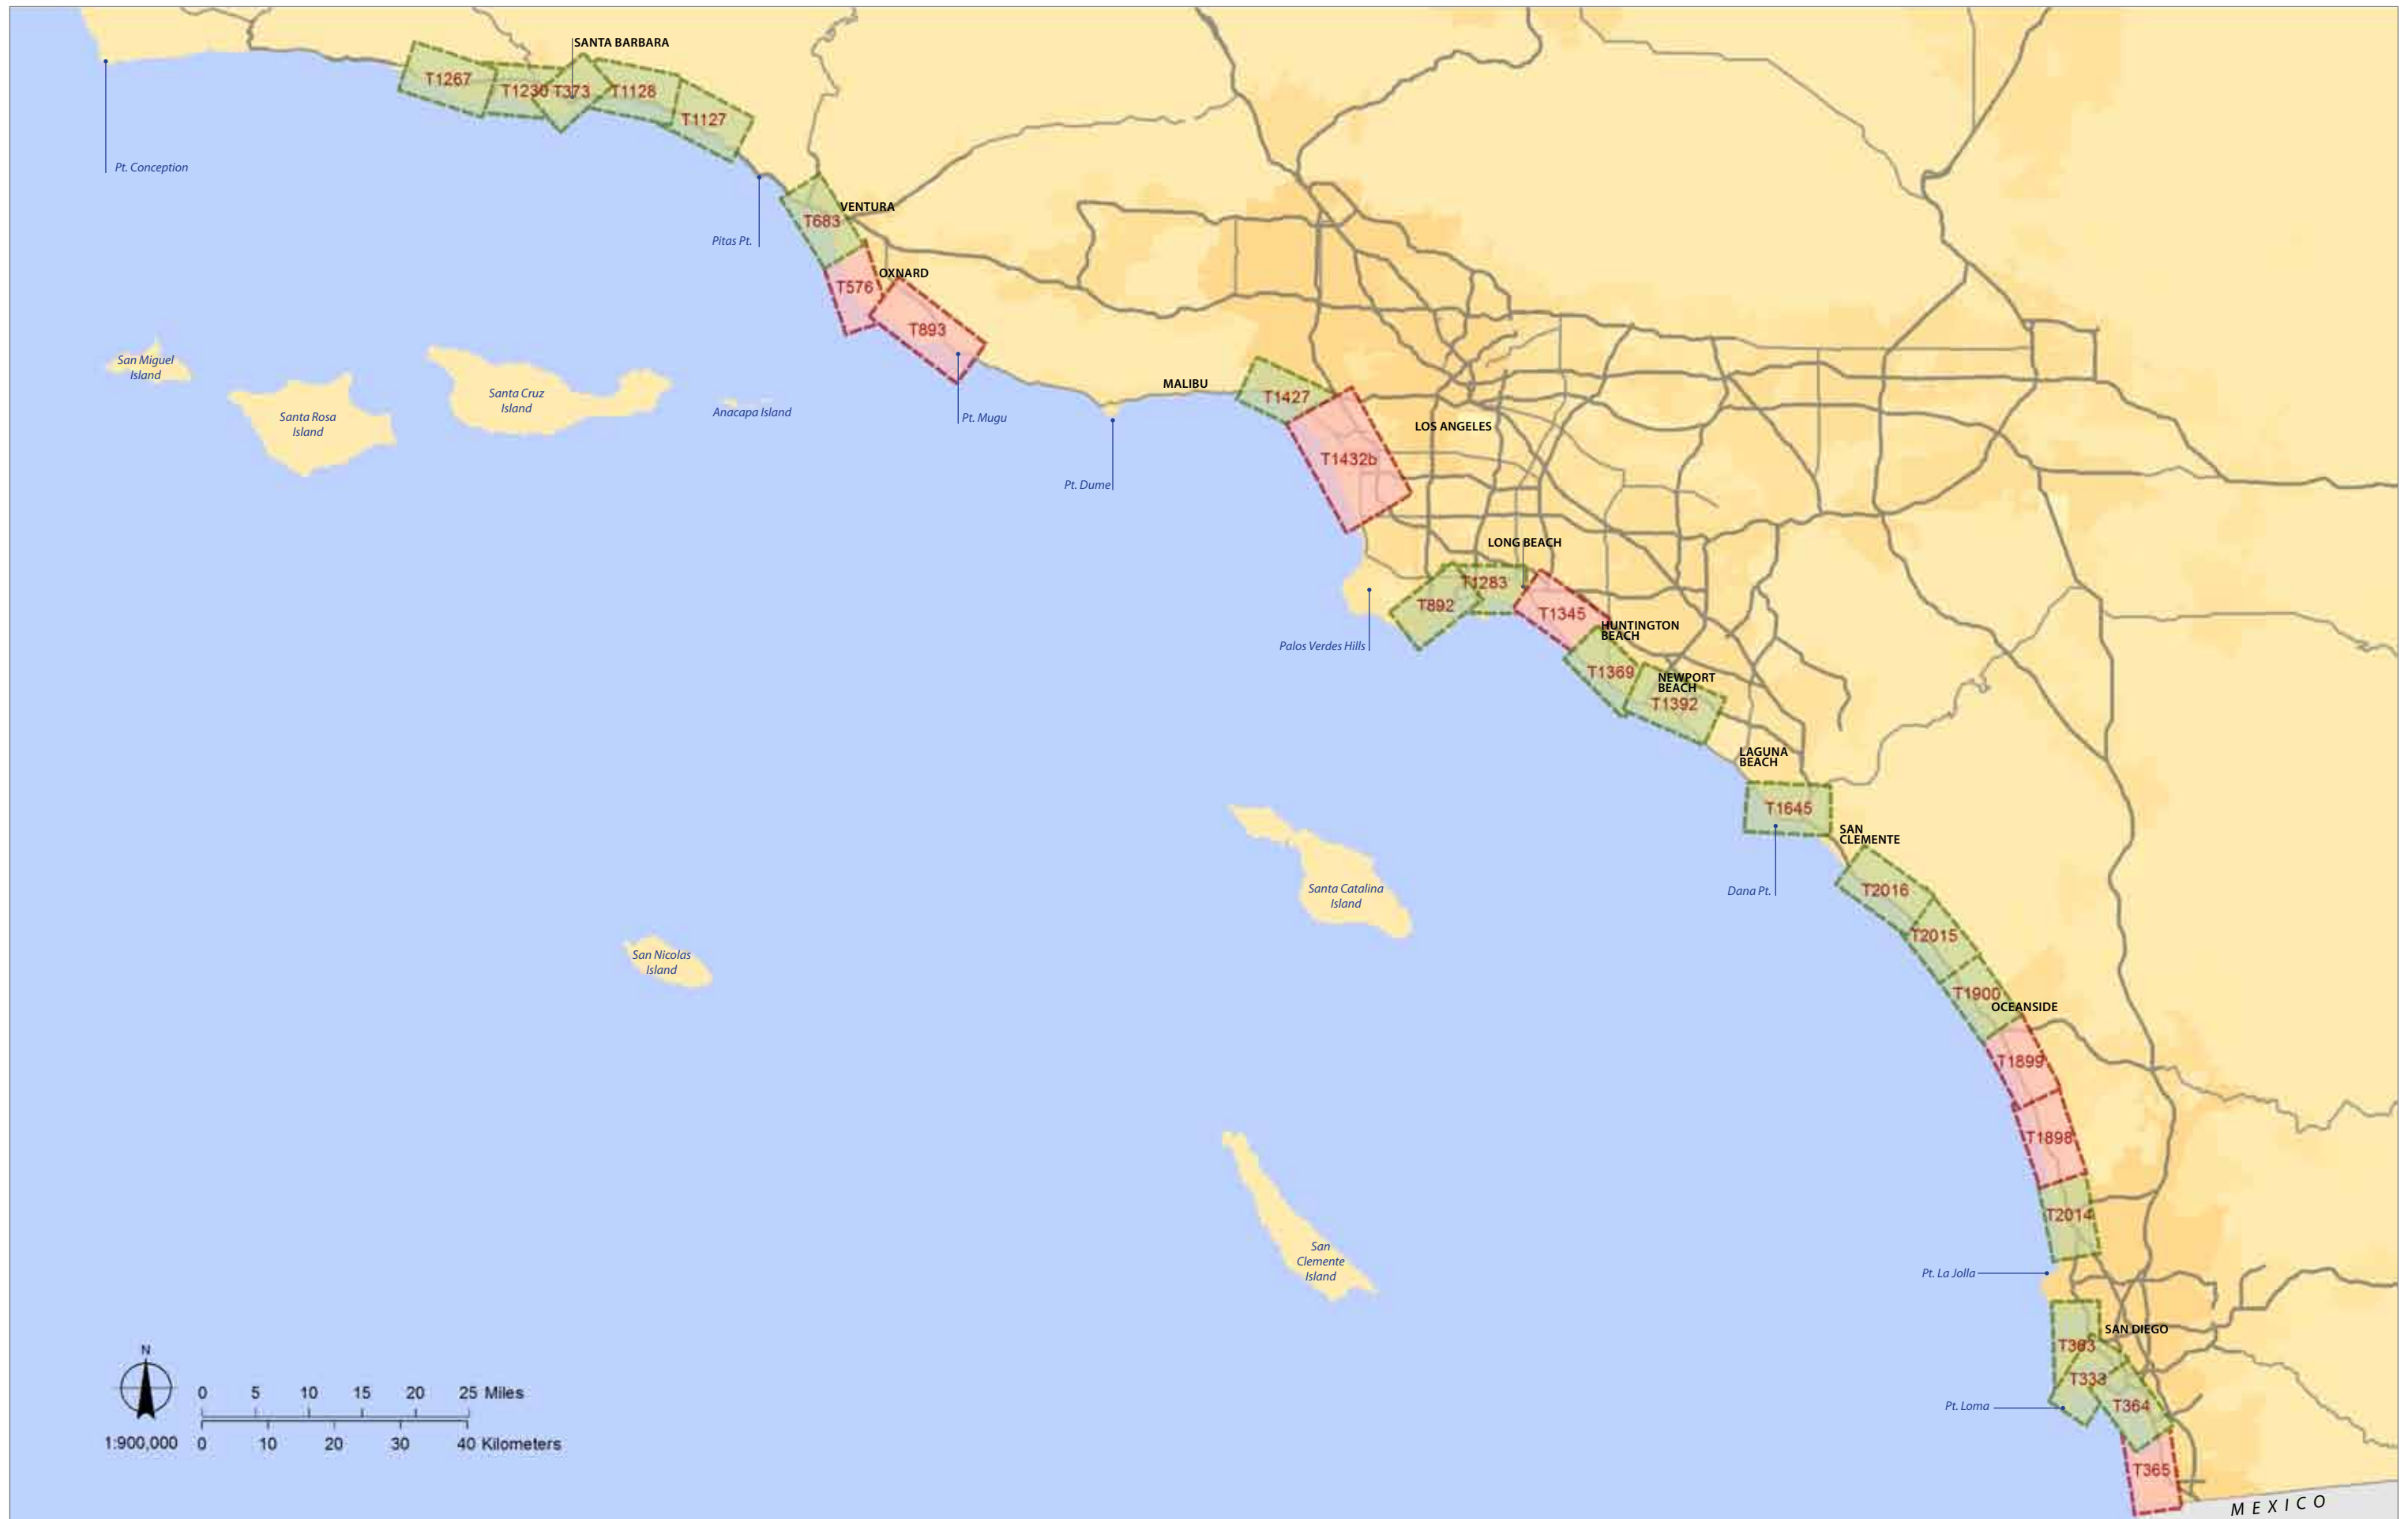 SANTA BARBARA
T1267
T1230
T373
T1128
T1127
Pt. Conception
VENTURA
T683
Pitas Pt.
OXNARD
T576
T893
San Miguel
Island
Santa Rosa
Island
Santa Cruz
Island
Anacapa Island
Pt. Mugu
MALIBU
T1427
Pt. Dume
LOS ANGELES
T1432b
LONG BEACH
T1283
T892
T1345
Palos Verdes Hills
HUNTINGTON
BEACH
T1369
NEWPORT
BEACH
T1392
LAGUNA
BEACH
T1645
SAN
CLEMENTE
Dana Pt.
T2016
Santa Catalina
Island
T2015
San Nicolas
Island
T1900
OCEANSIDE
T1899
T1898
T2014
San
Clemente
Island
Pt. La Jolla
SAN DIEGO
T363
T333
Pt. Loma
T364
T365
MEXICO
N
0 5 10 15 20 25 Miles
1:900,000
0 10 20 30 40 Kilometers